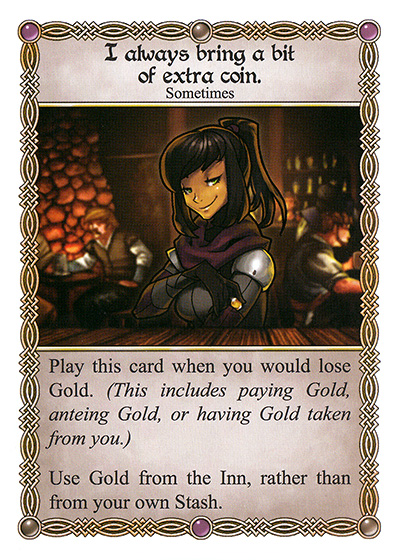 I always bring a bit
of extra coin.
Sometimes
Play this card when you would lose
Gold. (This includes paying Gold,
anteing Gold, or having Gold taken
from you.)
Use Gold from the Inn, rather than
from your own Stash.